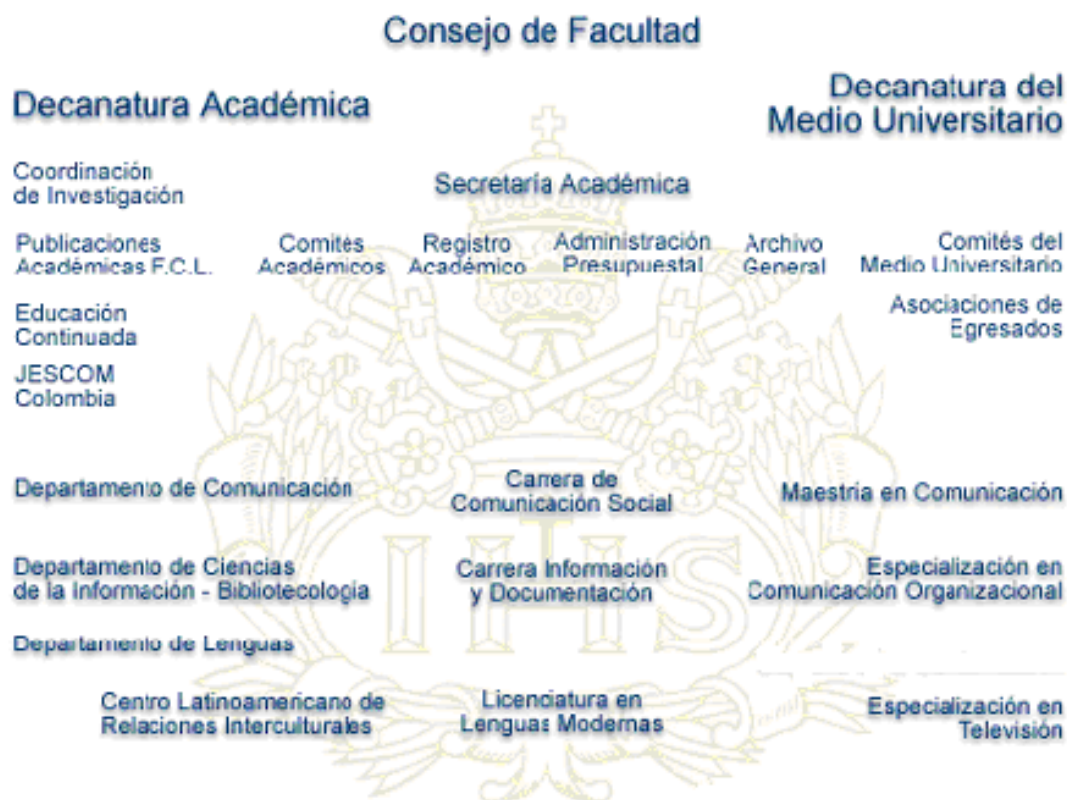 Consejo de Facultad
Decanatura Académica
Decanatura del
Medio Universitario
Coordinación
de Investigación
Secretaría Académica
Publicaciones
Académicas F.C.L.
Comités
Académicos
Registro
Académico
Administración
Presupuestal
Archivo
General
Comités del
Medio Universitario
Educación
Continuada
Asociaciones de
Egresados
JESCOM
Colombia
Departamento de Comunicación
Carrera de
Comunicación Social
Maestría en Comunicación
Departamento de Ciencias
de la Información - Bibliotecología
Carrera Información
y Documentación
Especialización en
Comunicación Organizacional
Departamento de Lenguas
Centro Latinoamericano de
Relaciones Interculturales
Licenciatura en
Lenguas Modernas
Especialización en
Televisión
IHS